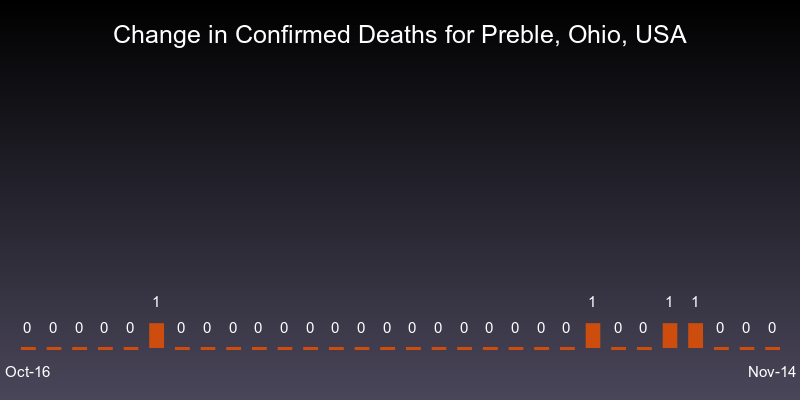 Change in Confirmed Deaths for Preble, Ohio, USA
1 1 1 1
0 0 0 0 0 0 0 0 0 0 0 0 0 0 0 0 0 0 0 0 0 0 0 0 0 0
Oct-16 Nov-14